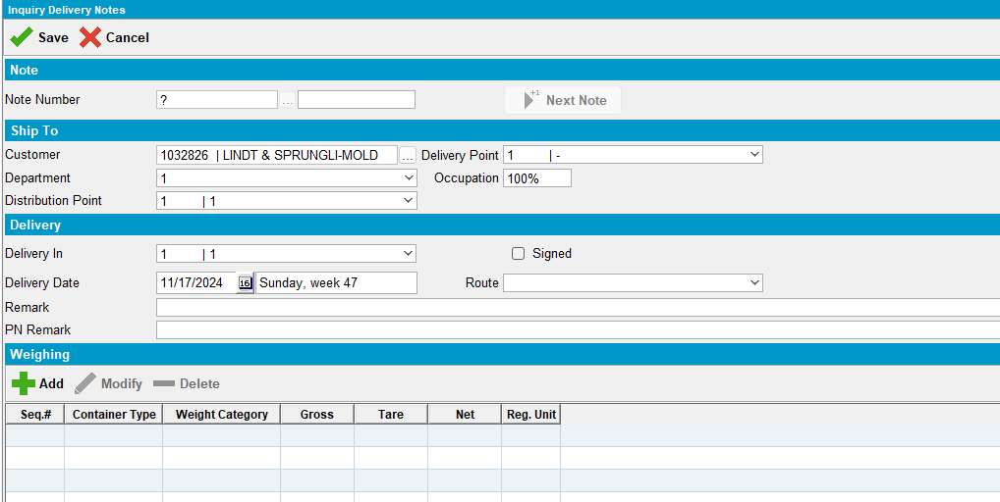 Inquiry Delivery Notes
Save Cancel
Note
Note Number ? ... +1 Next Note
Ship To
Customer 1032826 | LINDT & SPRUNGLI-MOLD ... Delivery Point 1 | -
Department 1 Occupation 100%
Distribution Point 1 | 1
Delivery
Delivery In 1 | 1 Signed
Delivery Date 11/17/2024 16 Sunday, week 47 Route
Remark
PN Remark
Weighing
Add Modify Delete
Seq.# Container Type Weight Category Gross Tare Net Reg. Unit